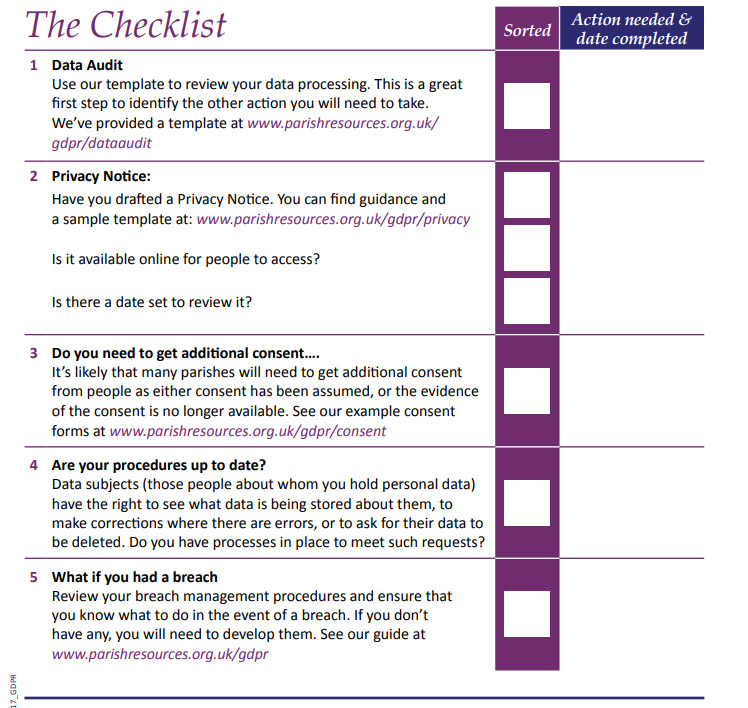 The Checklist
Sorted
Action needed &
date completed
1 Data Audit
Use our template to review your data processing. This is a great
first step to identify the other action you will need to take.
We've provided a template at www.parishresources.org.uk/
gdpr/dataaudit
2 Privacy Notice:
Have you drafted a Privacy Notice. You can find guidance and
a sample template at: www.parishresources.org.uk/gdpr/privacy
Is it available online for people to access?
Is there a date set to review it?
3 Do you need to get additional consent....
It's likely that many parishes will need to get additional consent
from people as either consent has been assumed, or the evidence
of the consent is no longer available. See our example consent
forms at www.parishresources.org.uk/gdpr/consent
4 Are your procedures up to date?
Data subjects (those people about whom you hold personal data)
have the right to see what data is being stored about them, to
make corrections where there are errors, or to ask for their data to
be deleted. Do you have processes in place to meet such requests?
5 What if you had a breach
Review your breach management procedures and ensure that
you know what to do in the event of a breach. If you don't
have any, you will need to develop them. See our guide at
www.parishresources.org.uk/gdpr
17_GDPR